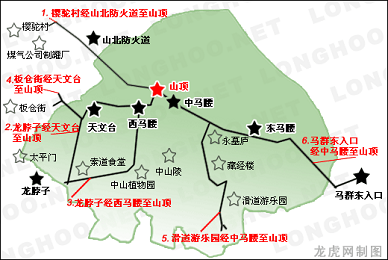 1. 樱驼村经山北防火道至山顶
樱驼村
山北防火道
煤气公司制哩厂
4. 板仓街经天文台
至山顶
山顶
中马腰
板仓街
天文台
西马腰
2. 龙脖子经天文台
至山顶
东马腰
永慕庐
6. 马群东入口
经中马腰至山顶
太平门
索道食堂
中山陵
藏经楼
龙脖子
中山植物园
马群东入口
滑道游乐园
3. 龙脖子经西马腰至山顶
5. 滑道游乐园经中马腰至山顶
龙虎网制图
LONGHOO